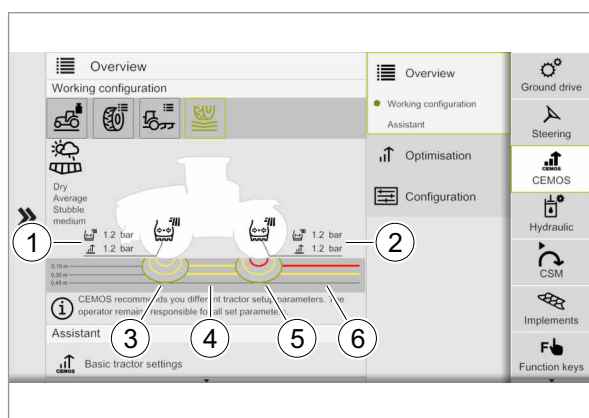 Overview
Working configuration
Dry
Average
Stubble
medium
1.2 bar
1.2 bar
1.2 bar
1.2 bar
1
2
0.15 m
0.30 m
0.45 m
CEMOS recommends you different tractor setup parameters. The
operator remains responsible for all set parameters.
3
4
5
6
Assistant
CEMOS
Basic tractor settings
Overview
Working configuration
Assistant
Optimisation
Configuration
Ground drive
Steering
CEMOS
CEMOS
Hydraulic
CSM
Implements
F
Function keys